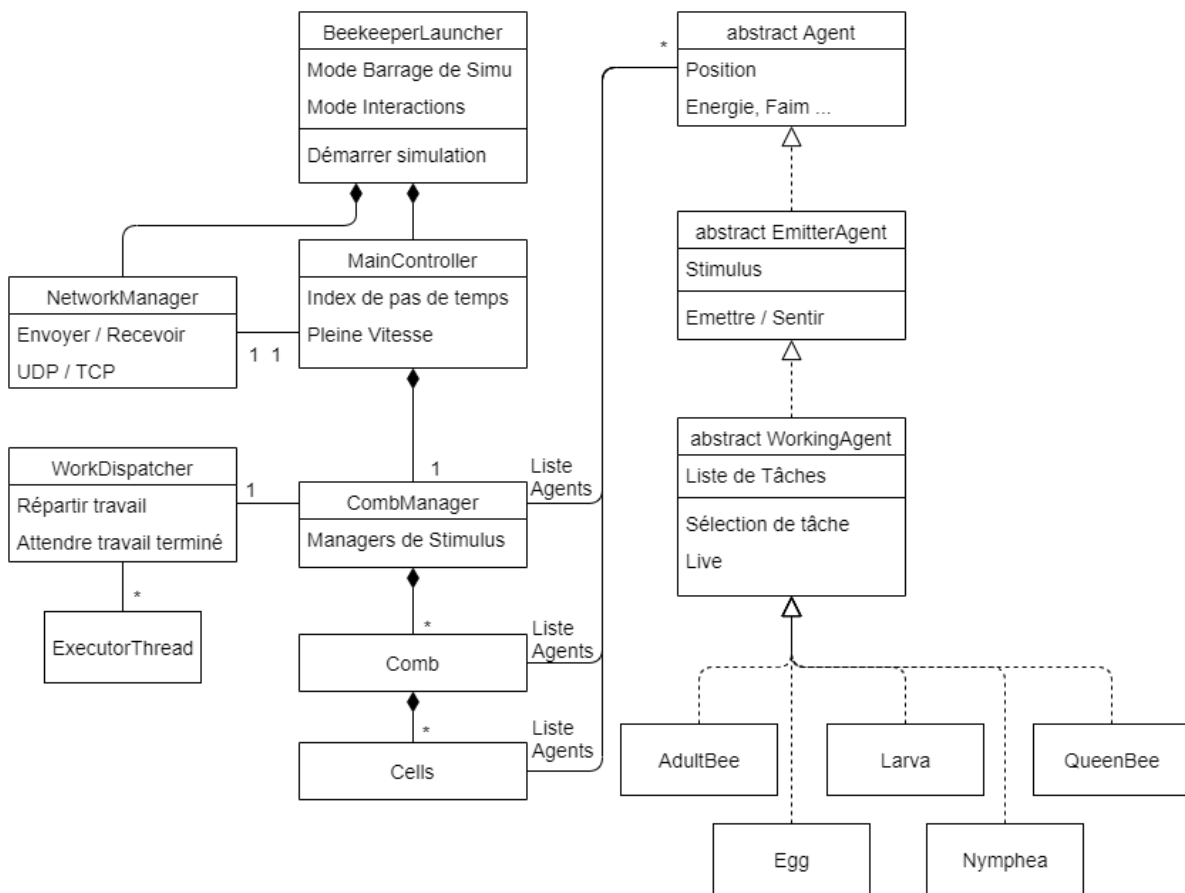 BeekeeperLauncher
Mode Barrage de Simu
Mode Interactions
Démarrer simulation
abstract Agent
Position
Energie, Faim ...
*
abstract EmitterAgent
Stimulus
Emettre / Sentir
MainController
Index de pas de temps
Pleine Vitesse
NetworkManager
Envoyer / Recevoir
UDP / TCP
1 1
abstract WorkingAgent
Liste de Tâches
Sélection de tâche
Live
WorkDispatcher
Répartir travail
Attendre travail terminé
1
1
CombManager
Managers de Stimulus
Liste
Agents
*
ExecutorThread
*
Comb
Liste
Agents
*
Cells
Liste
Agents
AdultBee
Larva
QueenBee
Egg
Nymphea